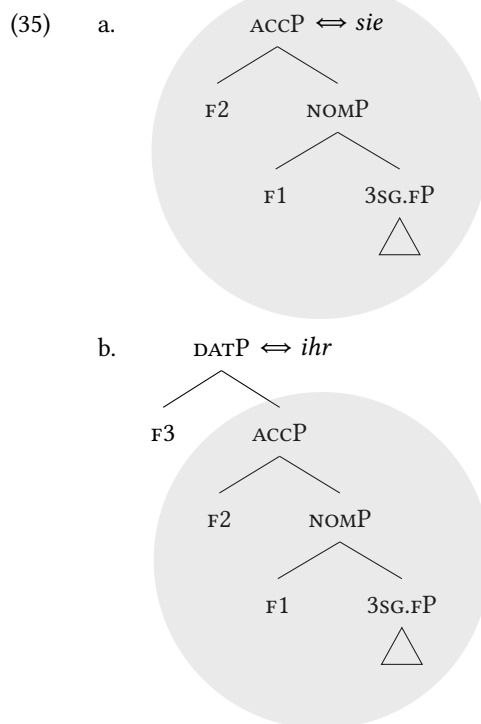 (35) a. ACCP ⇔ sie
F2 NOMP
F1 3SG.FP
b. DATP ⇔ ihr
F3 ACCP
F2 NOMP
F1 3SG.FP